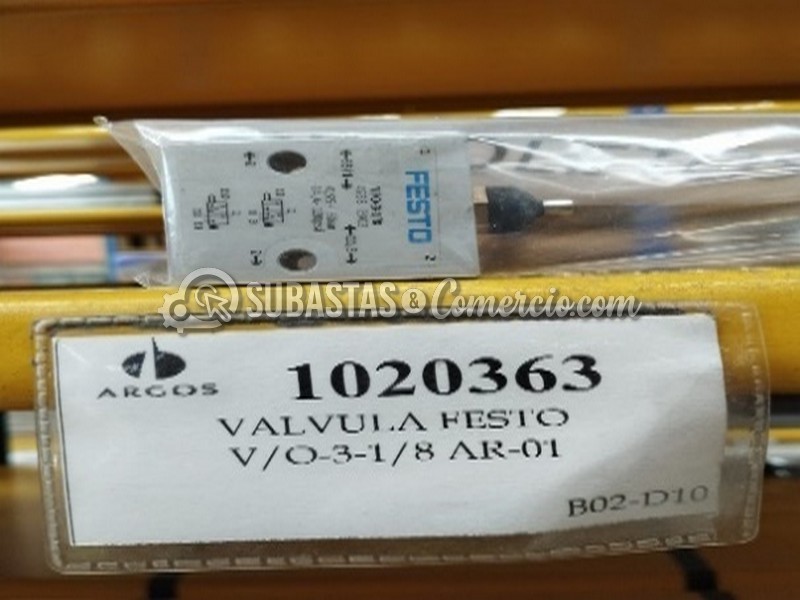 FESTO
SUBASTAS&Comercio.com
ARGOS
1020363
VALVULA FESTO
V/O-3-1/8 AR-01
B02-D10